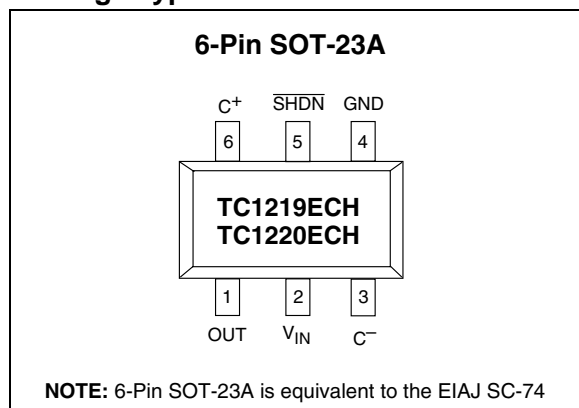 6-Pin SOT-23A
C+ SHDN GND
6 5 4
TC1219ECH
TC1220ECH
1 2 3
OUT VIN C–
NOTE: 6-Pin SOT-23A is equivalent to the EIAJ SC-74